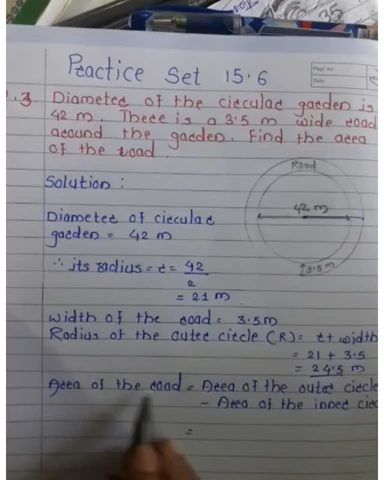 Practice Set 15.6
.3 Diameter of the circular garden is
42 m. There is a 3.5 m wide road
around the garden. Find the area
of the road.
Road
42 m
3.5 m
Solution :
Diameter of circular
garden = 42 m
∴ its radius = r = 42
2
= 21 m
Width of the road = 3.5m
Radius of the outer circle (R) = r + width
= 21 + 3.5
= 24.5 m
Area of the road = Area of the outer circle
- Area of the inner circ
=